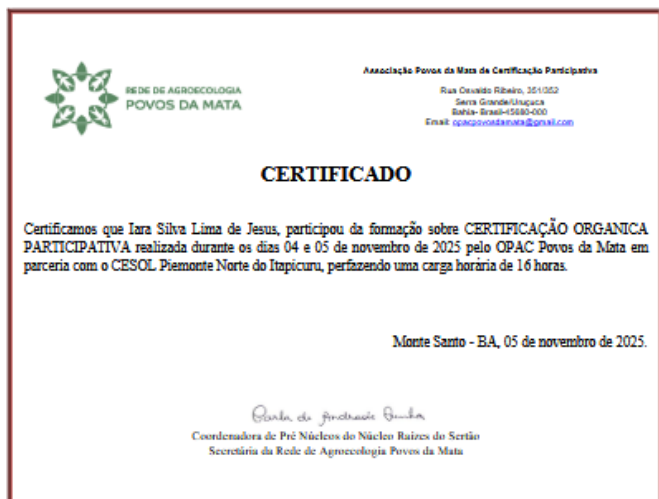 REDE DE AGROECOLOGIA
POVOS DA MATA
Associação Povos da Mata de Certificação Participativa
Rua Osvaldo Ribeiro, 351/352
Serra Grande/Uruçuca
Bahia- Brasil-45680-000
Email: opacpovosdamata@gmail.com
CERTIFICADO
Certificamos que Iara Silva Lima de Jesus, participou da formação sobre CERTIFICAÇÃO ORGANICA
PARTICIPATIVA realizada durante os dias 04 e 05 de novembro de 2025 pelo OPAC Povos da Mata em
parceria com o CESOL Piemonte Norte do Itapicuru, perfazendo uma carga horária de 16 horas.
Monte Santo - BA, 05 de novembro de 2025.
de Andrade
Coordenadora de Pré Núcleos do Núcleo Raízes do Sertão
Secretária da Rede de Agroecologia Povos da Mata